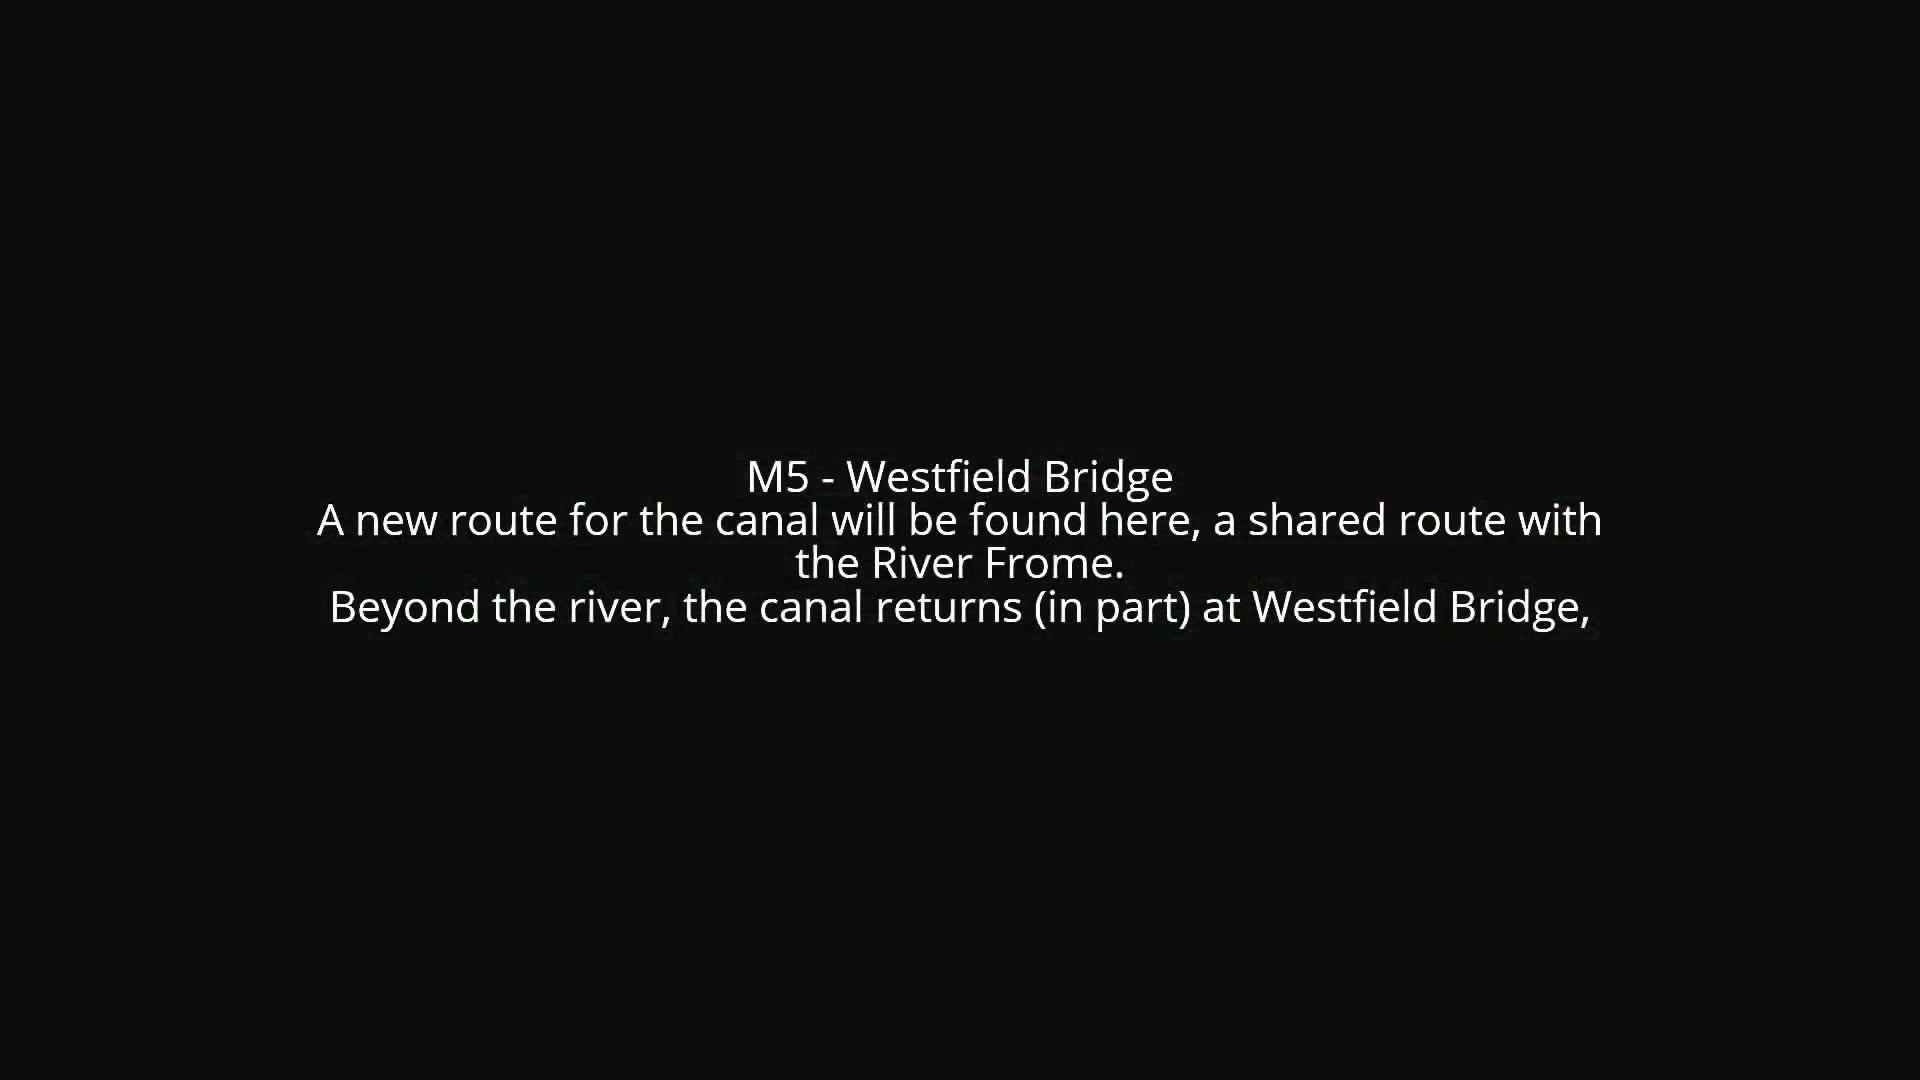 M5 - Westfield Bridge
A new route for the canal will be found here, a shared route with
the River Frome.
Beyond the river, the canal returns (in part) at Westfield Bridge,